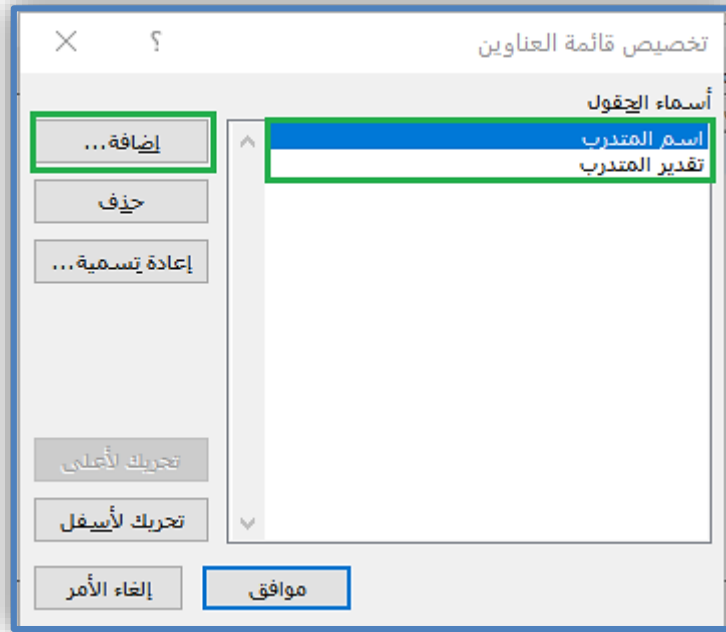 تخصيص قائمة العناوين ؟
أسماء الحقول
اسم المتدرب
تقدير المتدرب
إضافة...
حذف
إعادة تسمية...
تحريك لأعلى
تحريك لأسفل
موافق
إلغاء الأمر